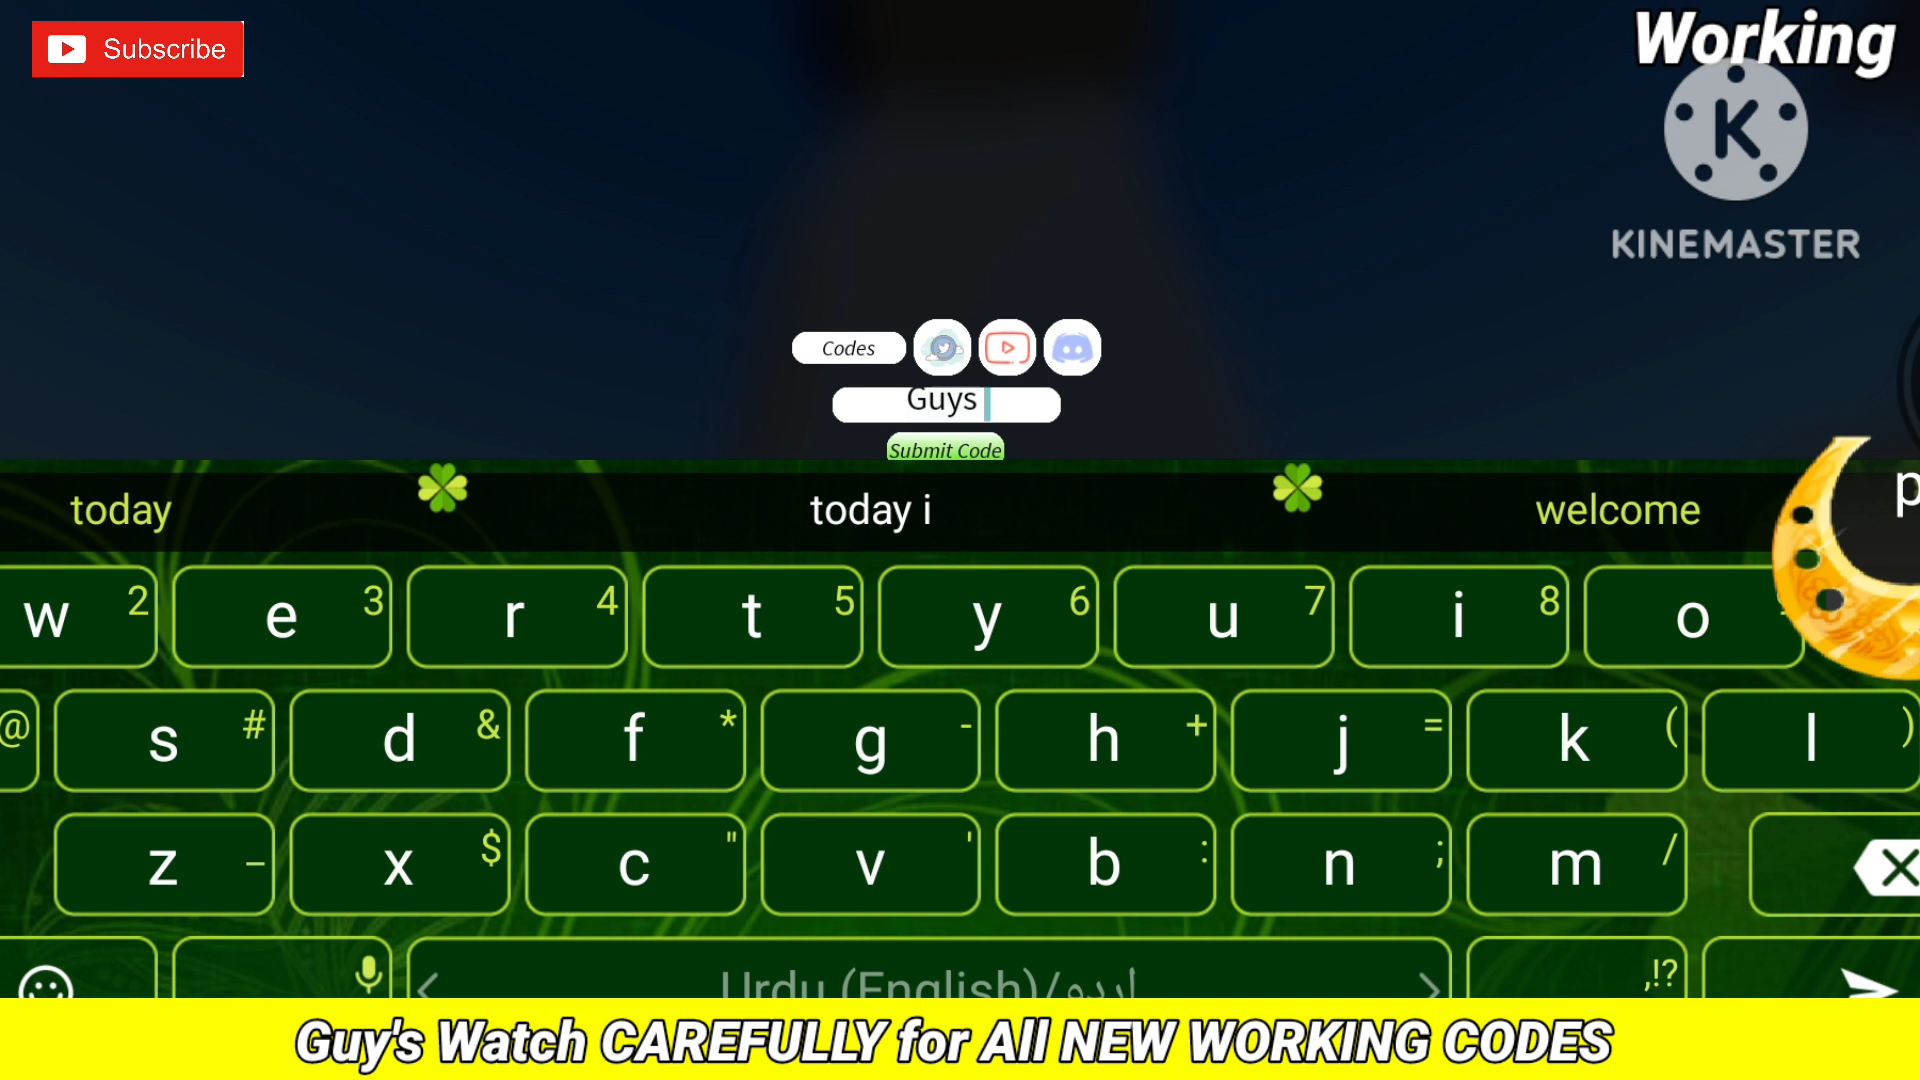 Subscribe
Working
K
KINEMASTER
Codes
Guys
Submit Code
today today i welcome p
w 2 e 3 r 4 t 5 y 6 u 7 i 8 o
@ s # d & f * g - h + j = k ( l )
z _ x $ c " v ' b : n ; m /
Urdu (English)/اردو ,!?
Guy's Watch CAREFULLY for All NEW WORKING CODES